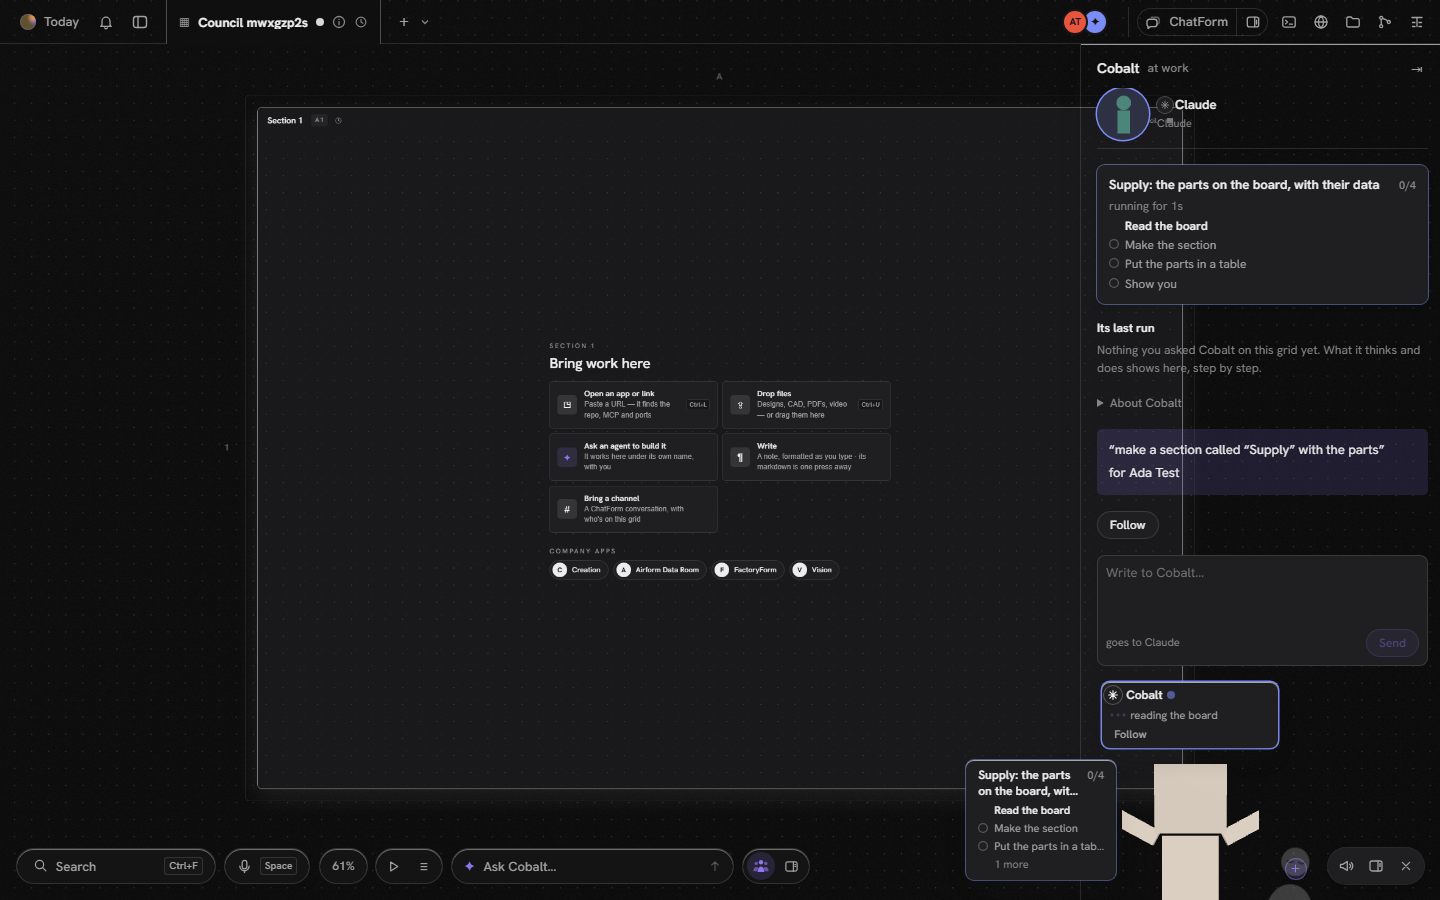 Today
Council mwxgzp2s
AT
ChatForm
A
1
Section 1
A1
SECTION 1
Bring work here
Open an app or link
Paste a URL — it finds the
repo, MCP and ports
Ctrl+L
Drop files
Designs, CAD, PDFs, video
— or drag them here
Ctrl+U
Ask an agent to build it
It works here under its own name,
with you
Write
A note, formatted as you type · its
markdown is one press away
Bring a channel
A ChatForm conversation, with
who's on this grid
COMPANY APPS
C Creation
A Airform Data Room
F FactoryForm
V Vision
Cobalt at work
Claude
Claude
Supply: the parts on the board, with their data 0/4
running for 1s
Read the board
Make the section
Put the parts in a table
Show you
Its last run
Nothing you asked Cobalt on this grid yet. What it thinks and
does shows here, step by step.
About Cobalt
“make a section called “Supply” with the parts”
for Ada Test
Follow
Write to Cobalt...
goes to Claude
Send
Cobalt
reading the board
Follow
Supply: the parts 0/4
on the board, wit...
Read the board
Make the section
Put the parts in a tab...
1 more
Search Ctrl+F
Space
61%
Ask Cobalt...